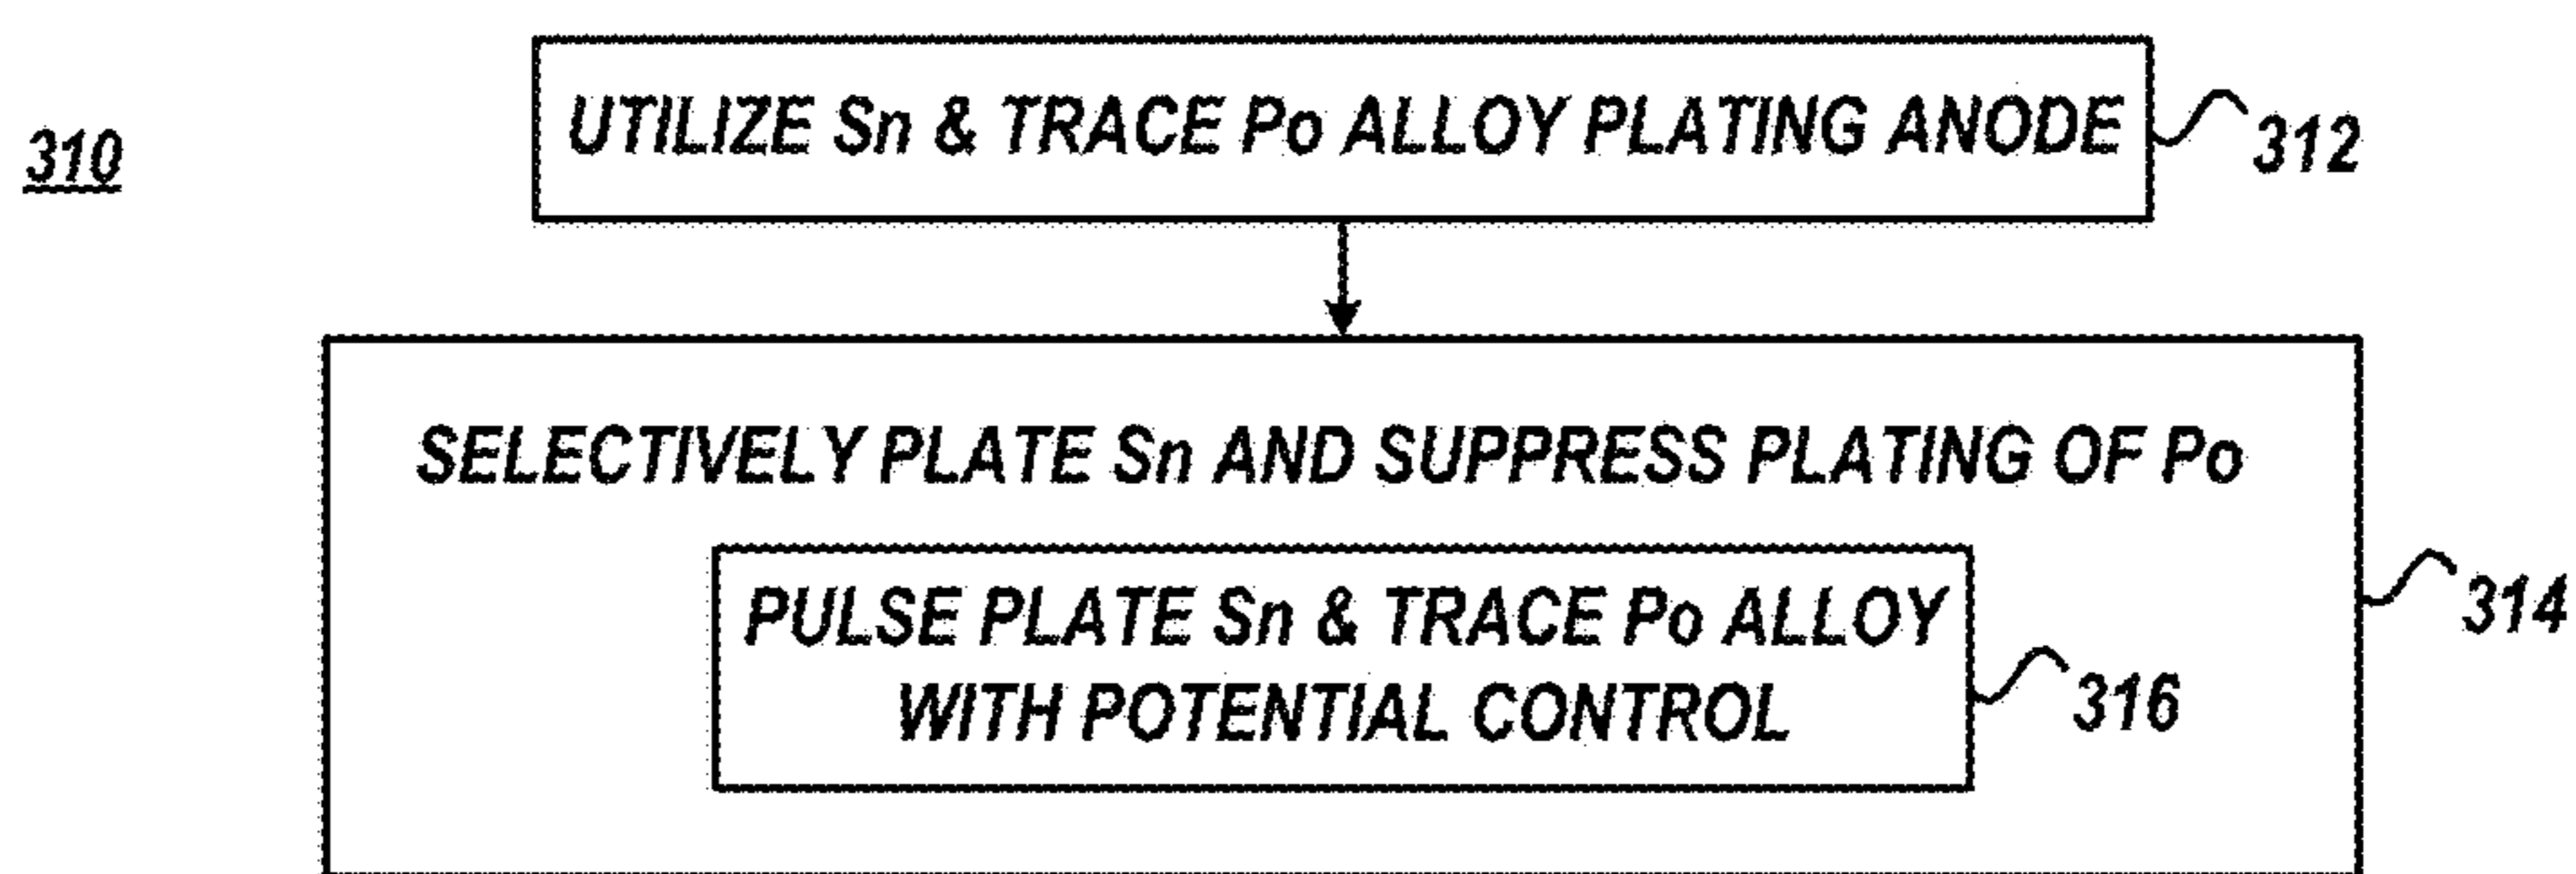 310
UTILIZE Sn & TRACE Po ALLOY PLATING ANODE
312
SELECTIVELY PLATE Sn AND SUPPRESS PLATING OF Po
314
PULSE PLATE Sn & TRACE Po ALLOY
WITH POTENTIAL CONTROL
316